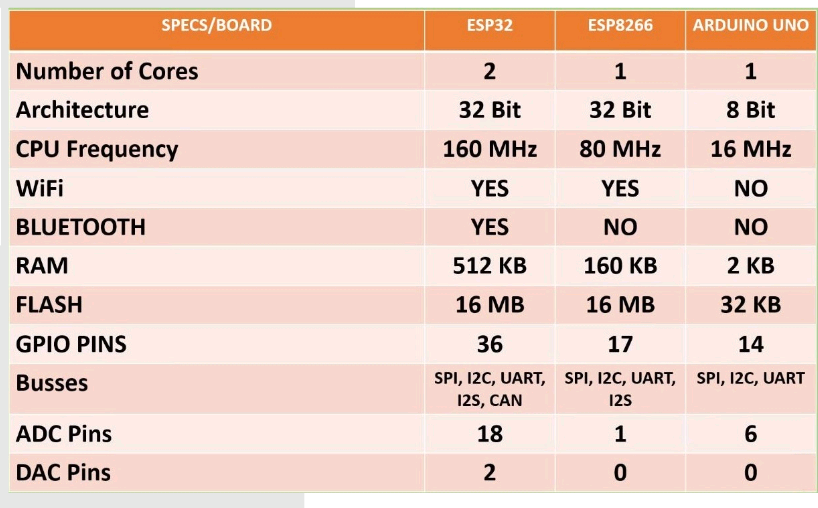 SPECS/BOARD ESP32 ESP8266 ARDUINO UNO
Number of Cores 2 1 1
Architecture 32 Bit 32 Bit 8 Bit
CPU Frequency 160 MHz 80 MHz 16 MHz
WiFi YES YES NO
BLUETOOTH YES NO NO
RAM 512 KB 160 KB 2 KB
FLASH 16 MB 16 MB 32 KB
GPIO PINS 36 17 14
Busses SPI, I2C, UART, SPI, I2C, UART, SPI, I2C, UART
I2S, CAN I2S
ADC Pins 18 1 6
DAC Pins 2 0 0